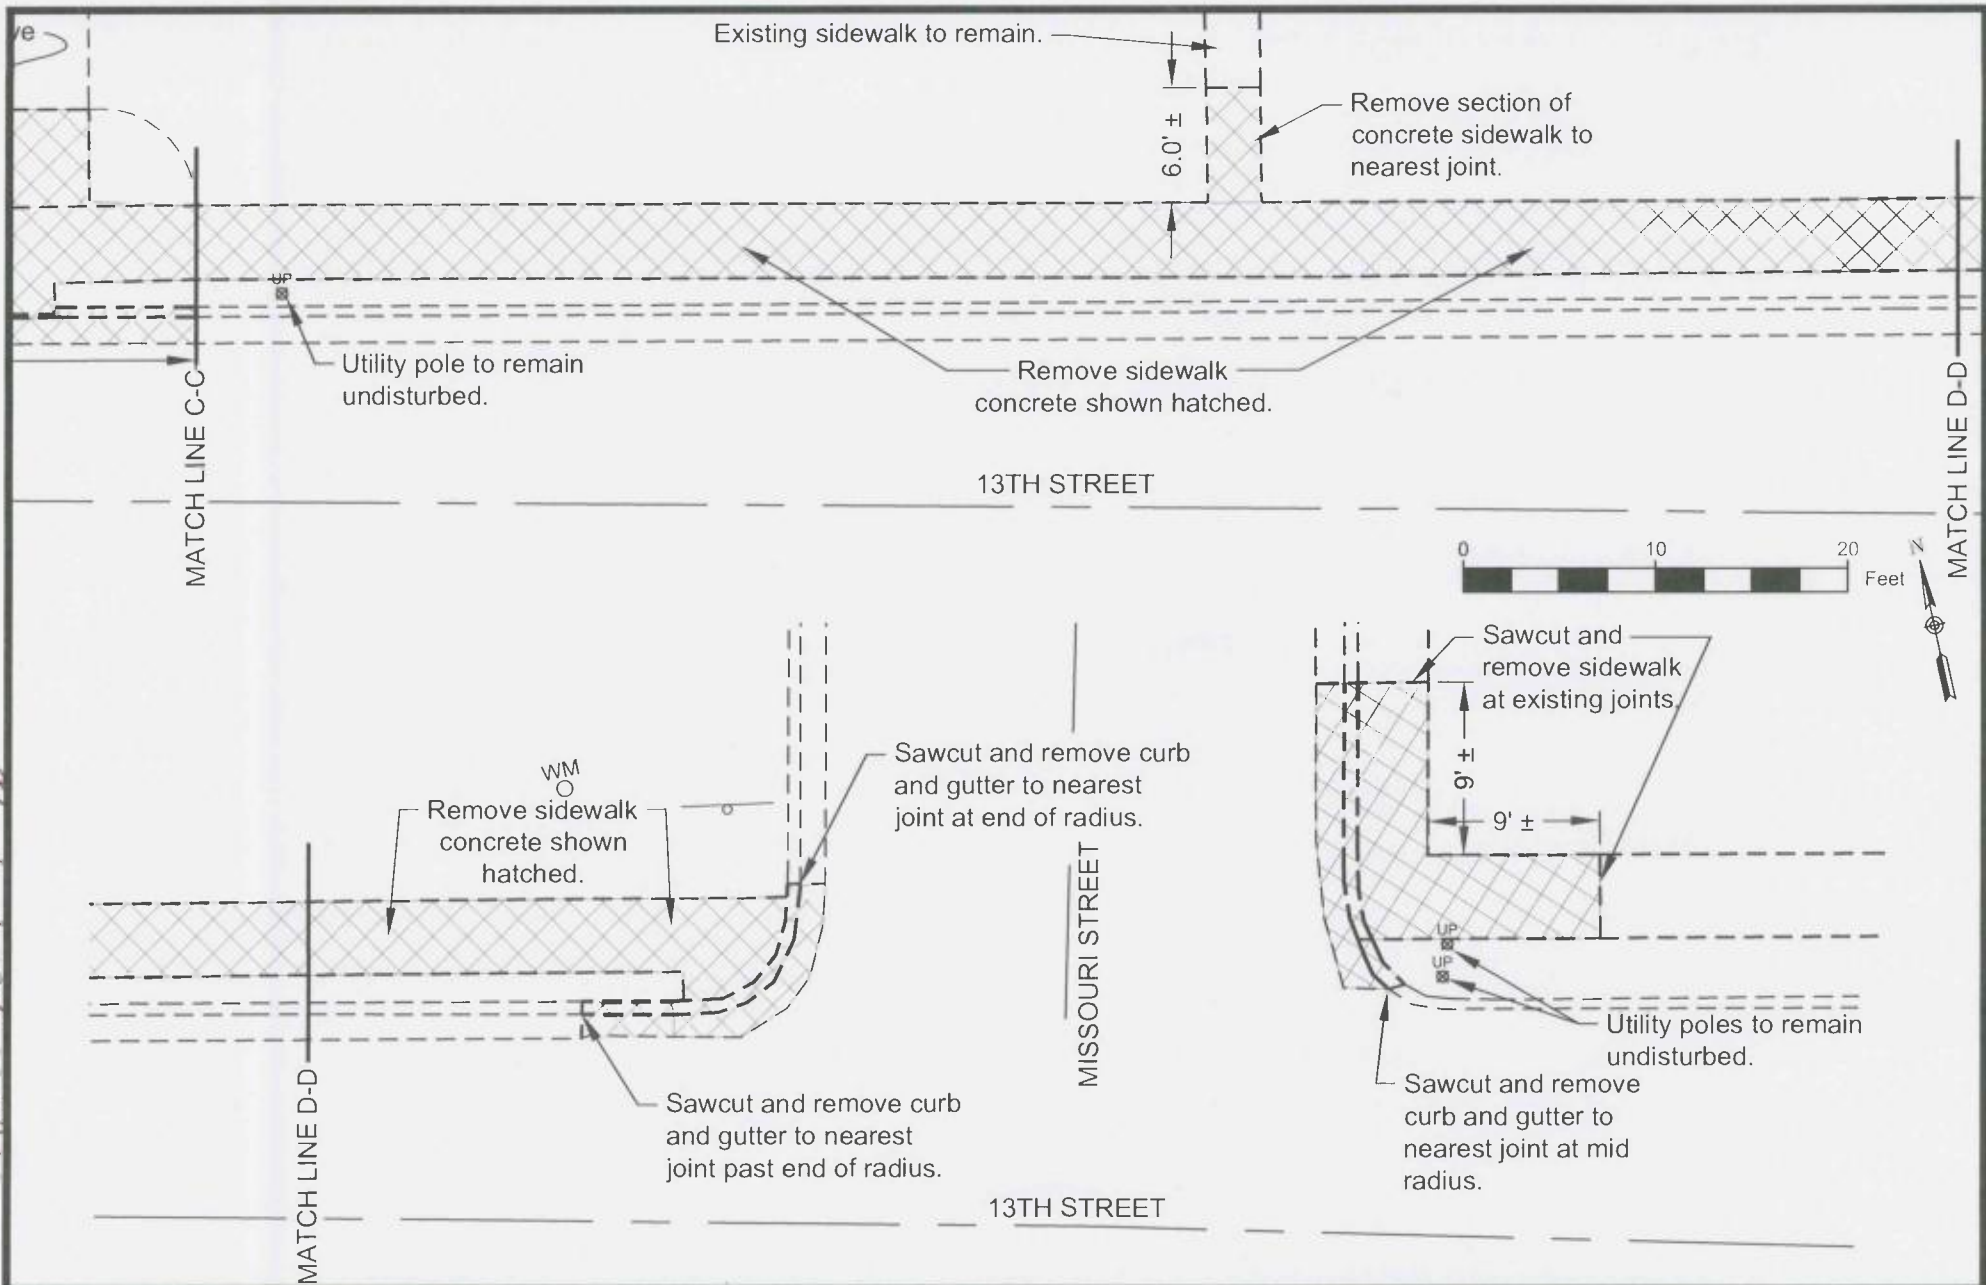 Existing sidewalk to remain.
6.0' ±
Remove section of
concrete sidewalk to
nearest joint.
UP
Utility pole to remain
undisturbed.
Remove sidewalk
concrete shown hatched.
MATCH LINE C-C
MATCH LINE D-D
13TH STREET
0 10 20
Feet
N
Sawcut and
remove sidewalk
at existing joints.
9' ±
9' ±
WM
Remove sidewalk
concrete shown
hatched.
Sawcut and remove curb
and gutter to nearest
joint at end of radius.
MISSOURI STREET
UP
UP
Utility poles to remain
undisturbed.
Sawcut and remove
curb and gutter to
nearest joint at mid
radius.
MATCH LINE D-D
Sawcut and remove curb
and gutter to nearest
joint past end of radius.
13TH STREET